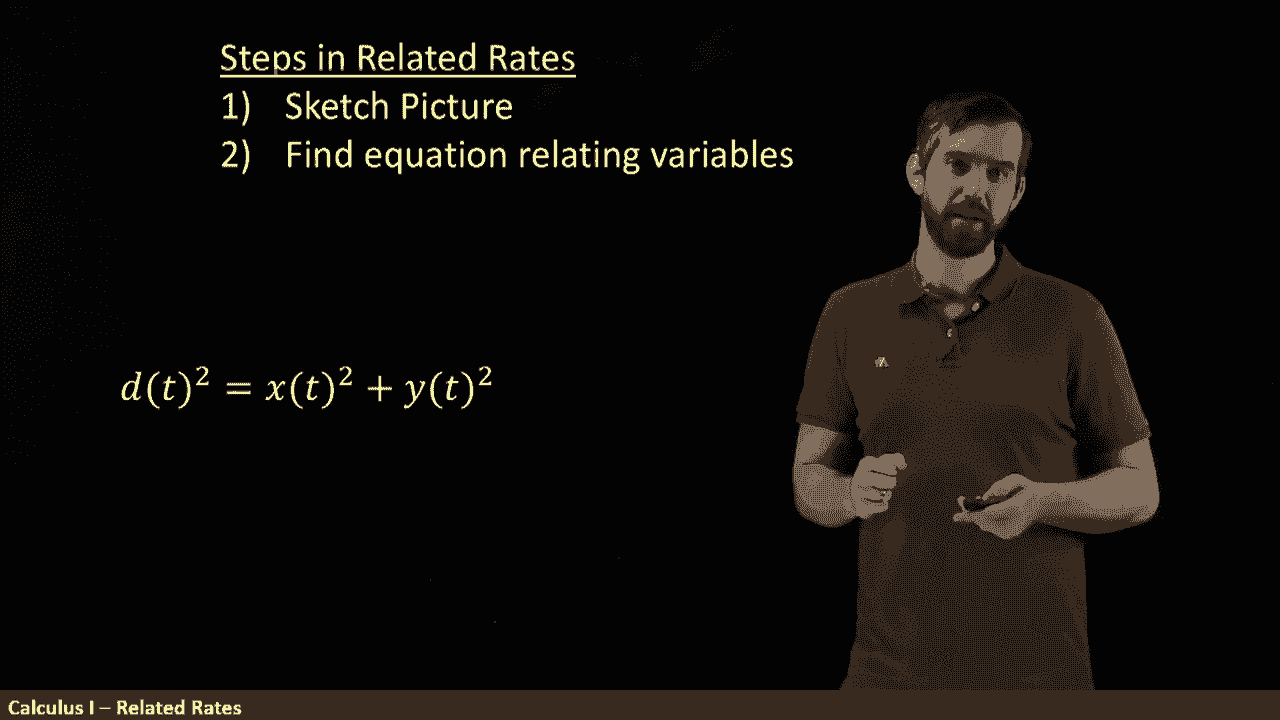 Steps in Related Rates
1) Sketch Picture
2) Find equation relating variables
d(t)² = x(t)² + y(t)²
Calculus I – Related Rates